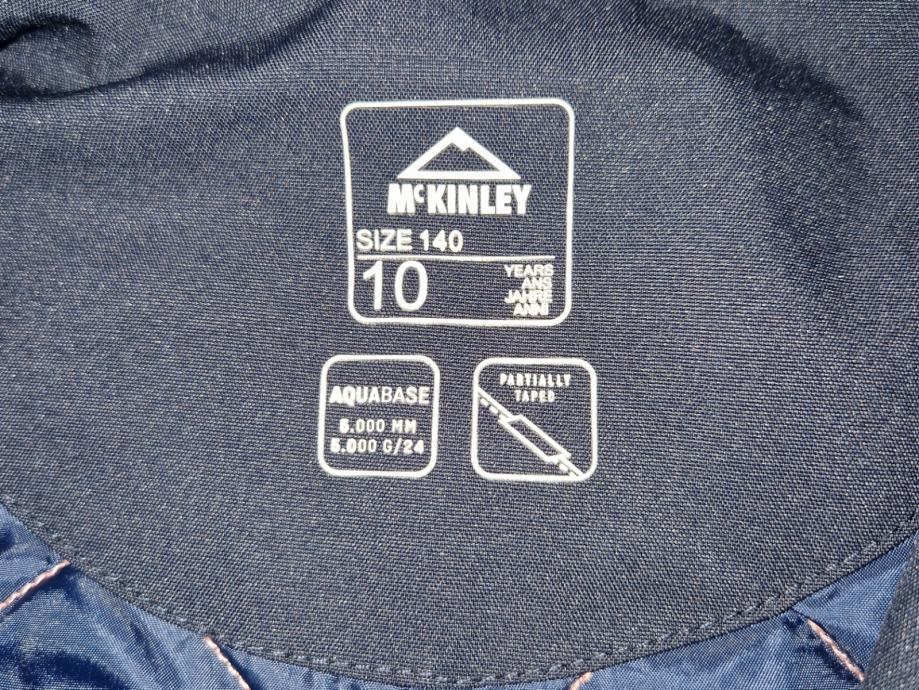 McKINLEY
SIZE 140
10
YEARS
ANS
JAHRE
ANNI
AQUABASE
5.000 MM
5.000 G/24
PARTIALLY
TAPED